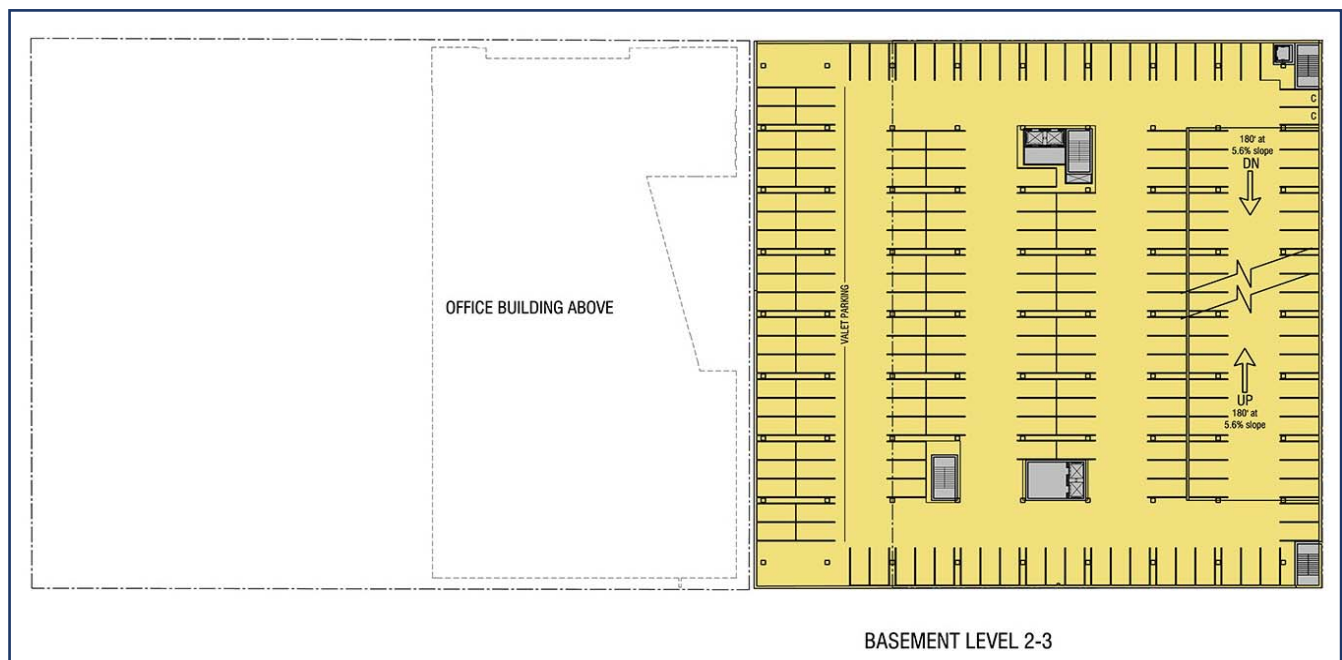 C
C
180' at
5.6% slope
DN
OFFICE BUILDING ABOVE
VALET PARKING
UP
180' at
5.6% slope
BASEMENT LEVEL 2-3